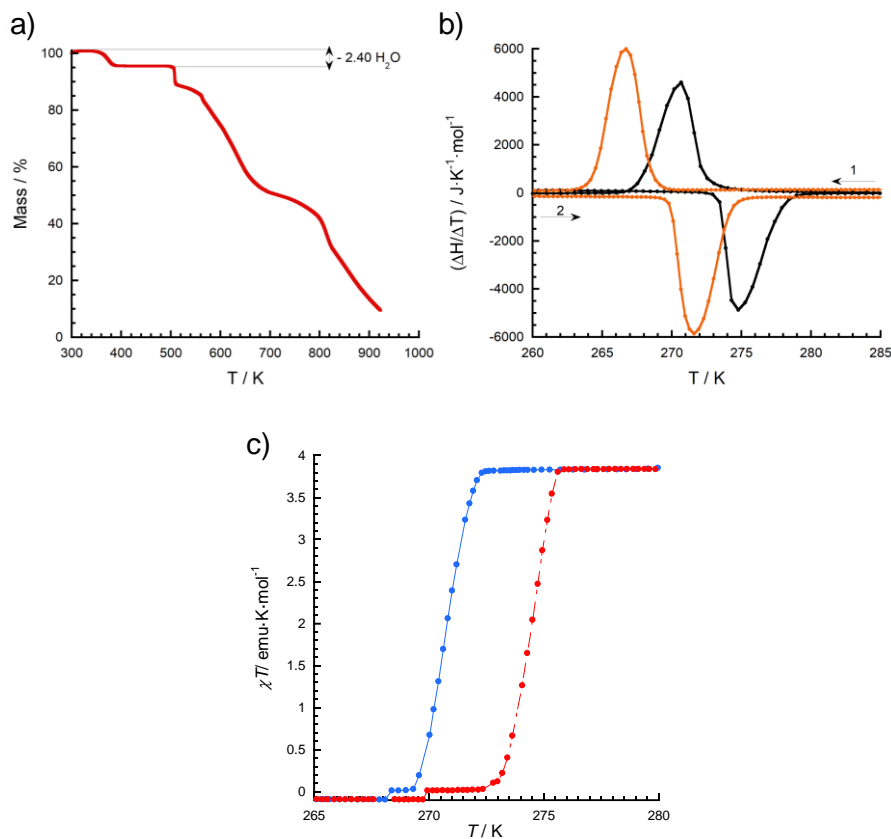 a)
Mass / %
100
80
60
40
20
0
- 2.40 H₂O
300 400 500 600 700 800 900 1000
T / K
b)
(ΔH/ΔT) / J·K⁻¹·mol⁻¹
6000
4000
2000
0
-2000
-4000
-6000
1
2
260 265 270 275 280 285
T / K
c)
χT/ emu·K·mol⁻¹
4
3.5
3
2.5
2
1.5
1
0.5
0
265 270 275 280
T / K